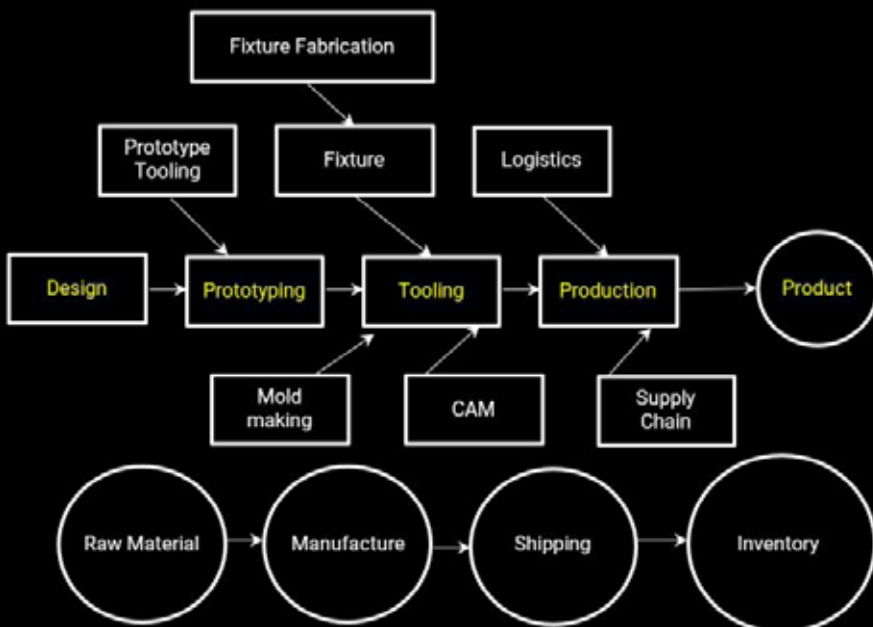 Fixture Fabrication
Prototype
Tooling
Fixture
Logistics
Design
Prototyping
Tooling
Production
Product
Mold
making
CAM
Supply
Chain
Raw Material
Manufacture
Shipping
Inventory